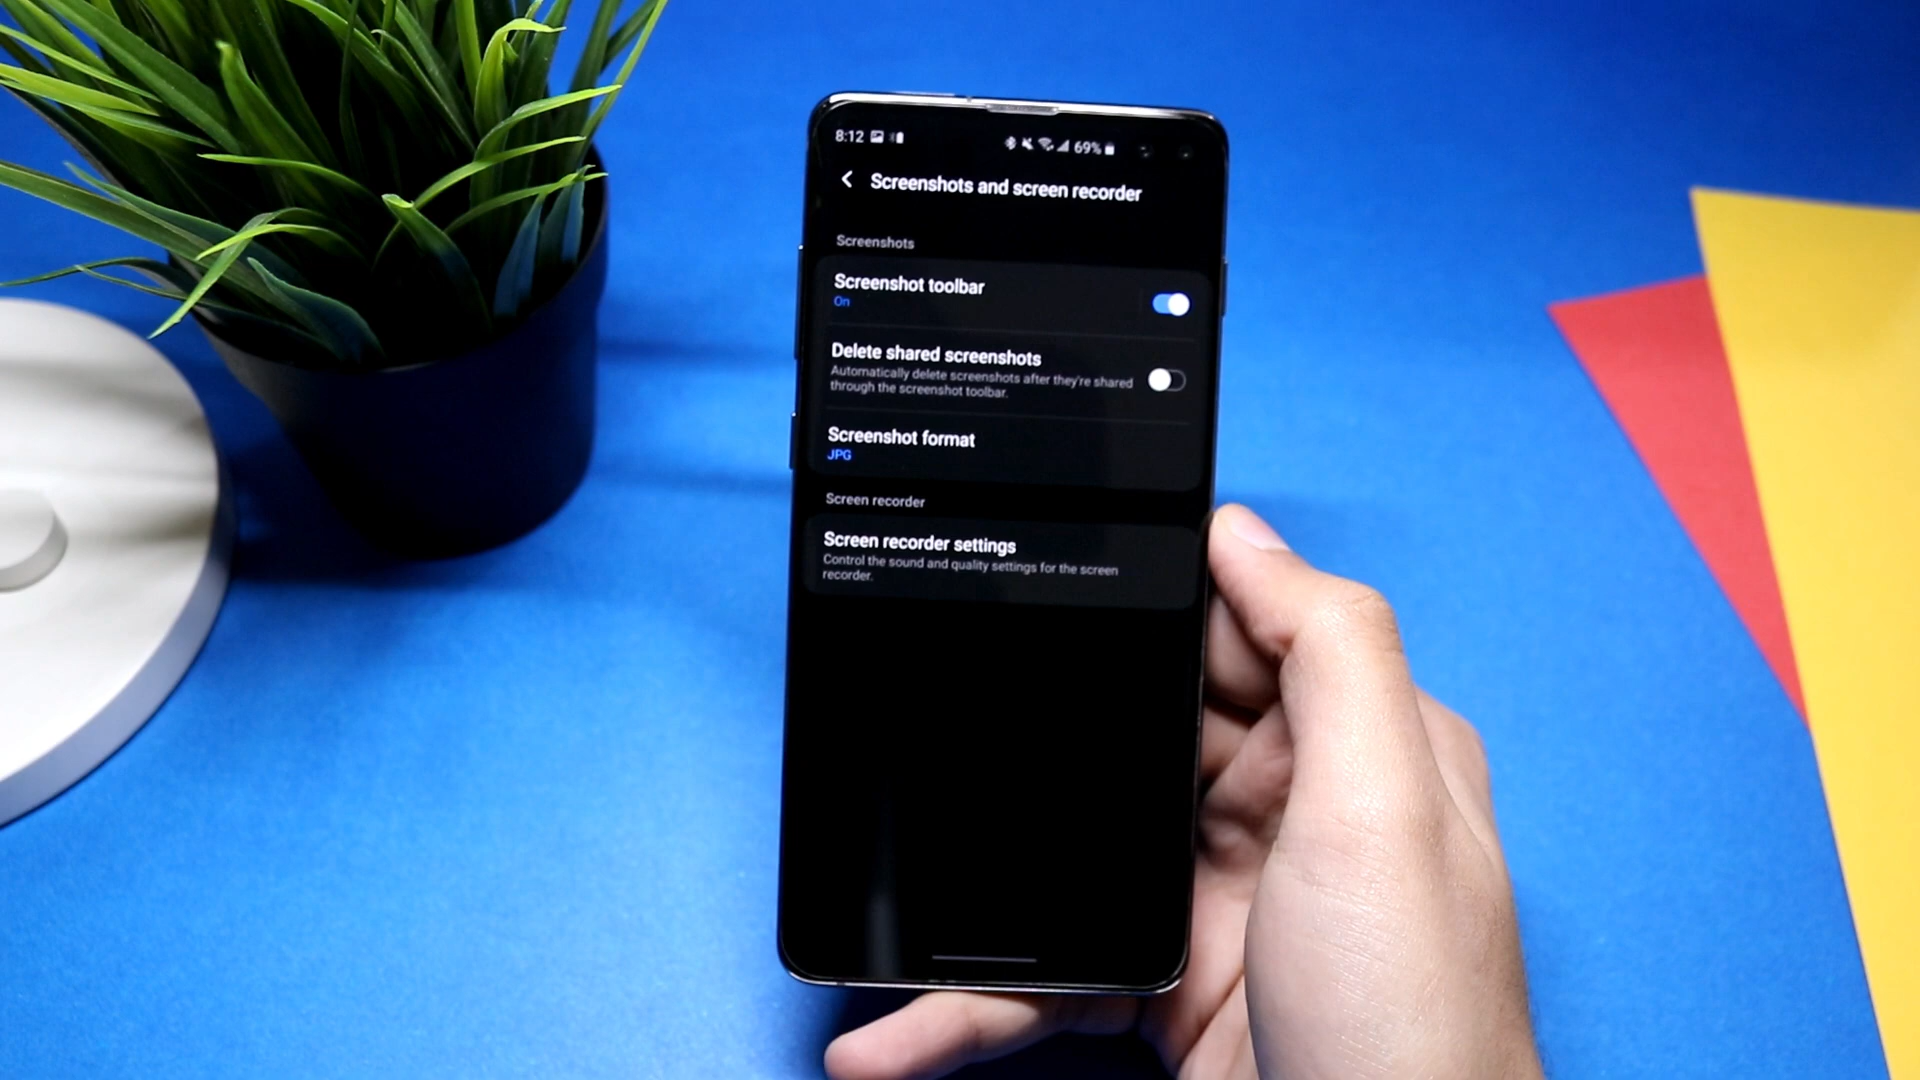 8:12 69%
Screenshots and screen recorder
Screenshots
Screenshot toolbar
On
Delete shared screenshots
Automatically delete screenshots after they're shared
through the screenshot toolbar.
Screenshot format
JPG
Screen recorder
Screen recorder settings
Control the sound and quality settings for the screen
recorder.